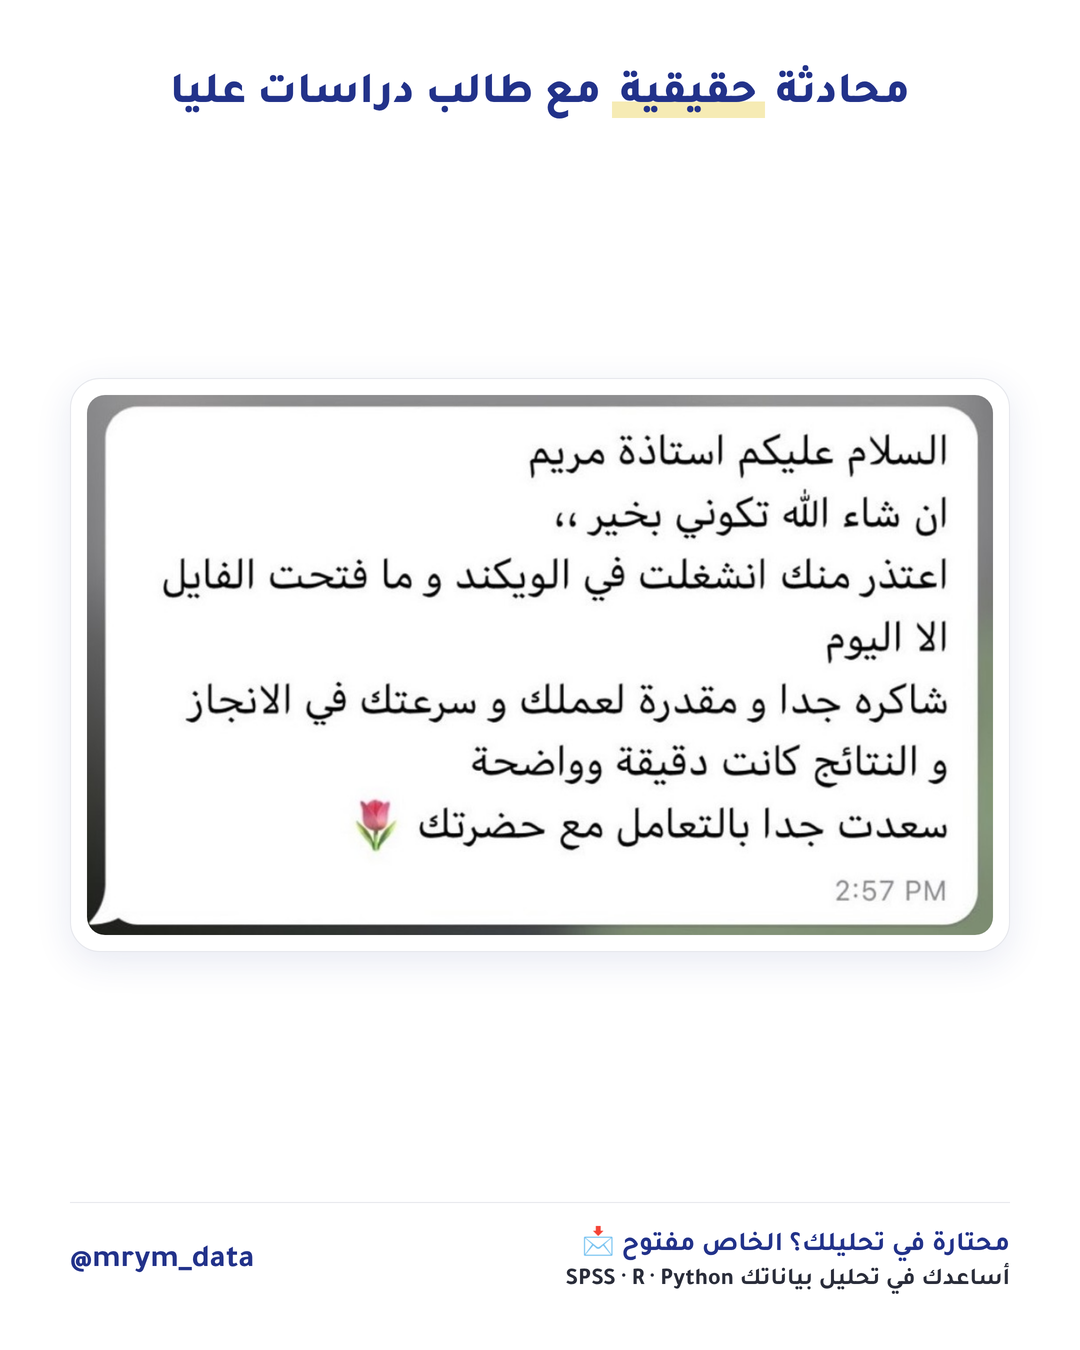 محادثة حقيقية مع طالب دراسات عليا
السلام عليكم استاذة مريم
ان شاء الله تكوني بخير ،،
اعتذر منك انشغلت في الويكند و ما فتحت الفايل
الا اليوم
شاكره جدا و مقدرة لعملك و سرعتك في الانجاز
و النتائج كانت دقيقة وواضحة
سعدت جدا بالتعامل مع حضرتك 🌷
2:57 PM
محتارة في تحليلك؟ الخاص مفتوح 📩
أساعدك في تحليل بياناتك SPSS · R · Python
@mrym_data